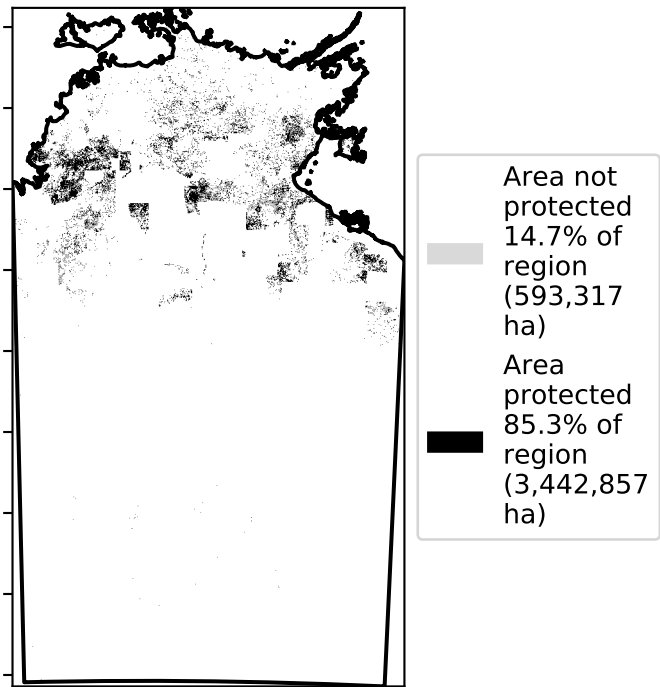 Area not
protected
14.7% of
region
(593,317
ha)
Area
protected
85.3% of
region
(3,442,857
ha)